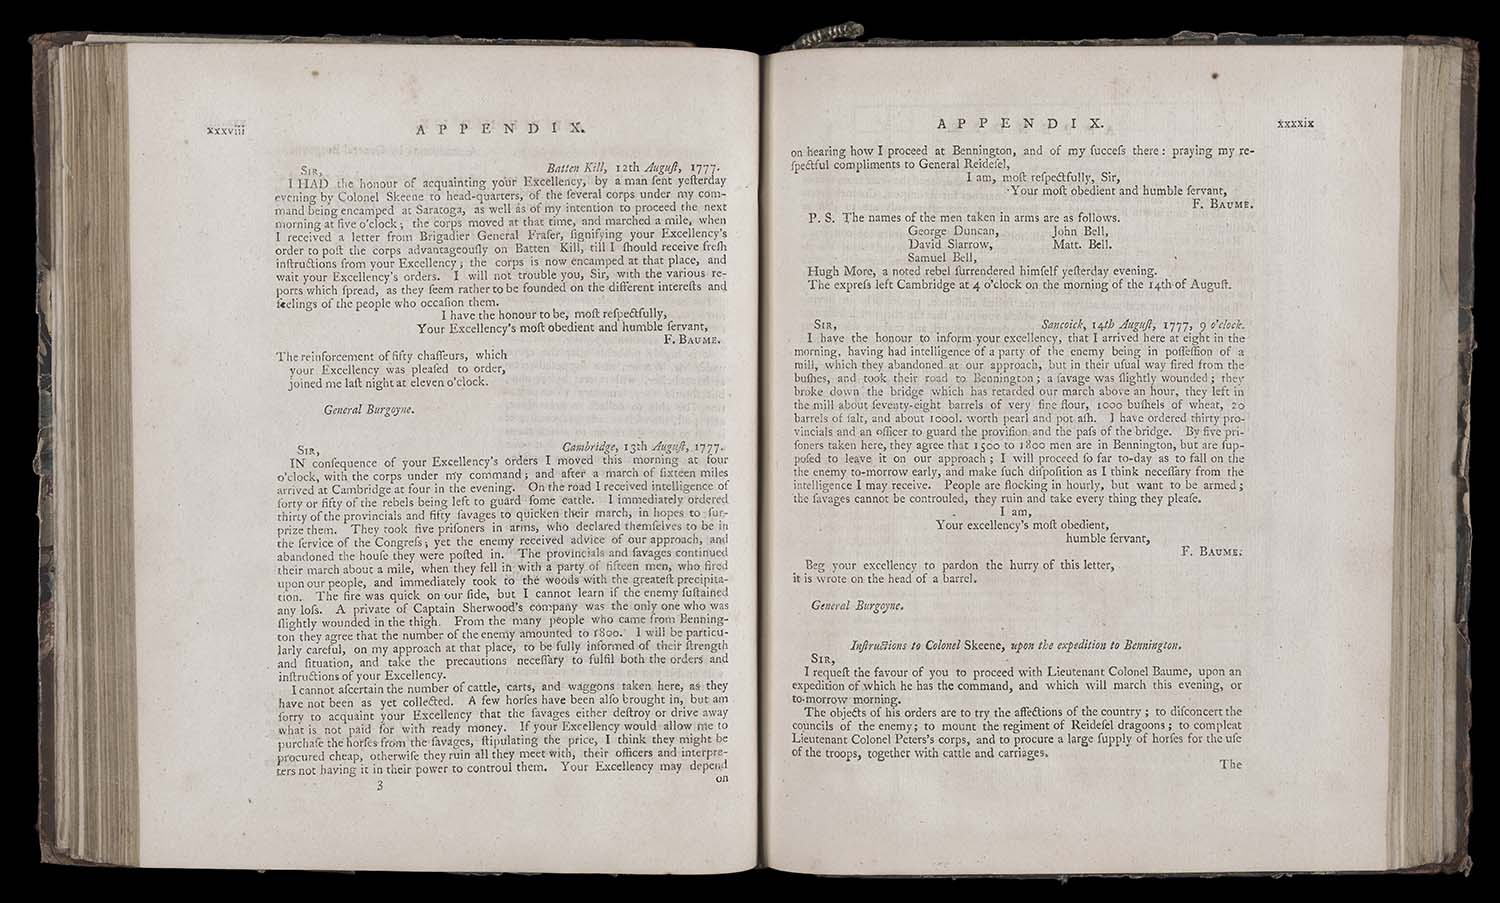 xxxviii
APPENDIX.
SIR, Batten Kill, 12th Auguſt, 1777.
I HAD the honour of acquainting your Excellency, by a man ſent yeſterday
evening by Colonel Skeene to head-quarters, of the ſeveral corps under my com-
mand being encamped at Saratoga, as well as of my intention to proceed the next
morning at five o'clock; the corps moved at that time, and marched a mile, when
I received a letter from Brigadier General Fraſer, ſignifying your Excellency's
order to poſt the corps advantageouſly on Batten Kill, till I ſhould receive freſh
inſtructions from your Excellency; the corps is now encamped at that place, and
wait your Excellency's orders. I will not trouble you, Sir, with the various re-
ports which ſpread, as they ſeem rather to be founded on the different intereſts and
feelings of the people who occaſion them.
I have the honour to be, moſt reſpectfully,
Your Excellency's moſt obedient and humble ſervant,
F. BAUME.
The reinforcement of fifty chaſſeurs, which
your Excellency was pleaſed to order,
joined me laſt night at eleven o'clock.
General Burgoyne.
SIR, Cambridge, 13th Auguſt, 1777.
IN conſequence of your Excellency's orders I moved this morning at four
o'clock, with the corps under my command; and after a march of ſixteen miles
arrived at Cambridge at four in the evening. On the road I received intelligence of
forty or fifty of the rebels being left to guard ſome cattle. I immediately ordered
thirty of the provincials and fifty ſavages to quicken their march, in hopes to ſur-
prize them. They took five priſoners in arms, who declared themſelves to be in
the ſervice of the Congreſs; yet the enemy received advice of our approach, and
abandoned the houſe they were poſted in. The provincials and ſavages continued
their march about a mile, when they fell in with a party of fifteen men, who fired
upon our people, and immediately took to the woods with the greateſt precipita-
tion. The fire was quick on our ſide, but I cannot learn if the enemy ſuſtained
any loſs. A private of Captain Sherwood's company was the only one who was
ſlightly wounded in the thigh. From the many people who came from Benning-
ton they agree that the number of the enemy amounted to 1800. I will be particu-
larly careful, on my approach at that place, to be fully informed of their ſtrength
and ſituation, and take the precautions neceſſary to fulfil both the orders and
inſtructions of your Excellency.
I cannot aſcertain the number of cattle, carts, and waggons taken here, as they
have not been as yet collected. A few horſes have been alſo brought in, but am
ſorry to acquaint your Excellency that the ſavages either deſtroy or drive away
what is not paid for with ready money. If your Excellency would allow me to
purchaſe the horſes from the ſavages, ſtipulating the price, I think they might be
procured cheap, otherwiſe they ruin all they meet with, their officers and interpre-
ters not having it in their power to controul them. Your Excellency may depend
3 on
APPENDIX. xxxxix
on hearing how I proceed at Bennington, and of my ſucceſs there: praying my re-
ſpectful compliments to General Reideſel,
I am, moſt reſpectfully, Sir,
Your moſt obedient and humble ſervant,
F. BAUME.
P. S. The names of the men taken in arms are as follows.
George Duncan, John Bell,
David Slarrow, Matt. Bell.
Samuel Bell,
Hugh More, a noted rebel ſurrendered himſelf yeſterday evening.
The expreſs left Cambridge at 4 o'clock on the morning of the 14th of Auguſt.
SIR, Sancoick, 14th Auguſt, 1777, 9 o'clock.
I have the honour to inform your excellency, that I arrived here at eight in the
morning, having had intelligence of a party of the enemy being in poſſeſſion of a
mill, which they abandoned at our approach, but in their uſual way fired from the
buſhes, and took their road to Bennington; a ſavage was ſlightly wounded; they
broke down the bridge which has retarded our march above an hour, they left in
the mill about ſeventy-eight barrels of very fine flour, 1000 buſhels of wheat, 20
barrels of ſalt, and about 1000l. worth pearl and pot aſh. I have ordered thirty pro-
vincials and an officer to guard the proviſion and the paſs of the bridge. By five pri-
ſoners taken here, they agree that 1500 to 1800 men are in Bennington, but are ſup-
poſed to leave it on our approach; I will proceed ſo far to-day as to fall on the
the enemy to-morrow early, and make ſuch diſpoſition as I think neceſſary from the
intelligence I may receive. People are flocking in hourly, but want to be armed;
the ſavages cannot be controuled, they ruin and take every thing they pleaſe.
I am,
Your excellency's moſt obedient,
humble ſervant,
F. BAUME.
Beg your excellency to pardon the hurry of this letter,
it is wrote on the head of a barrel.
General Burgoyne.
Inſtructions to Colonel Skeene, upon the expedition to Bennington.
SIR,
I requeſt the favour of you to proceed with Lieutenant Colonel Baume, upon an
expedition of which he has the command, and which will march this evening, or
to-morrow morning.
The objects of his orders are to try the affections of the country; to diſconcert the
councils of the enemy; to mount the regiment of Reideſel dragoons; to compleat
Lieutenant Colonel Peters's corps, and to procure a large ſupply of horſes for the uſe
of the troops, together with cattle and carriages.
The